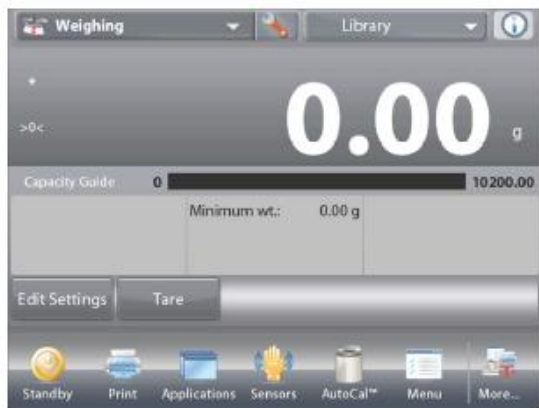 Weighing Library
*
>0< 0.00 g
Capacity Guide 0 10200.00
Minimum wt.: 0.00 g
Edit Settings Tare
Standby Print Applications Sensors AutoCal™ Menu More...